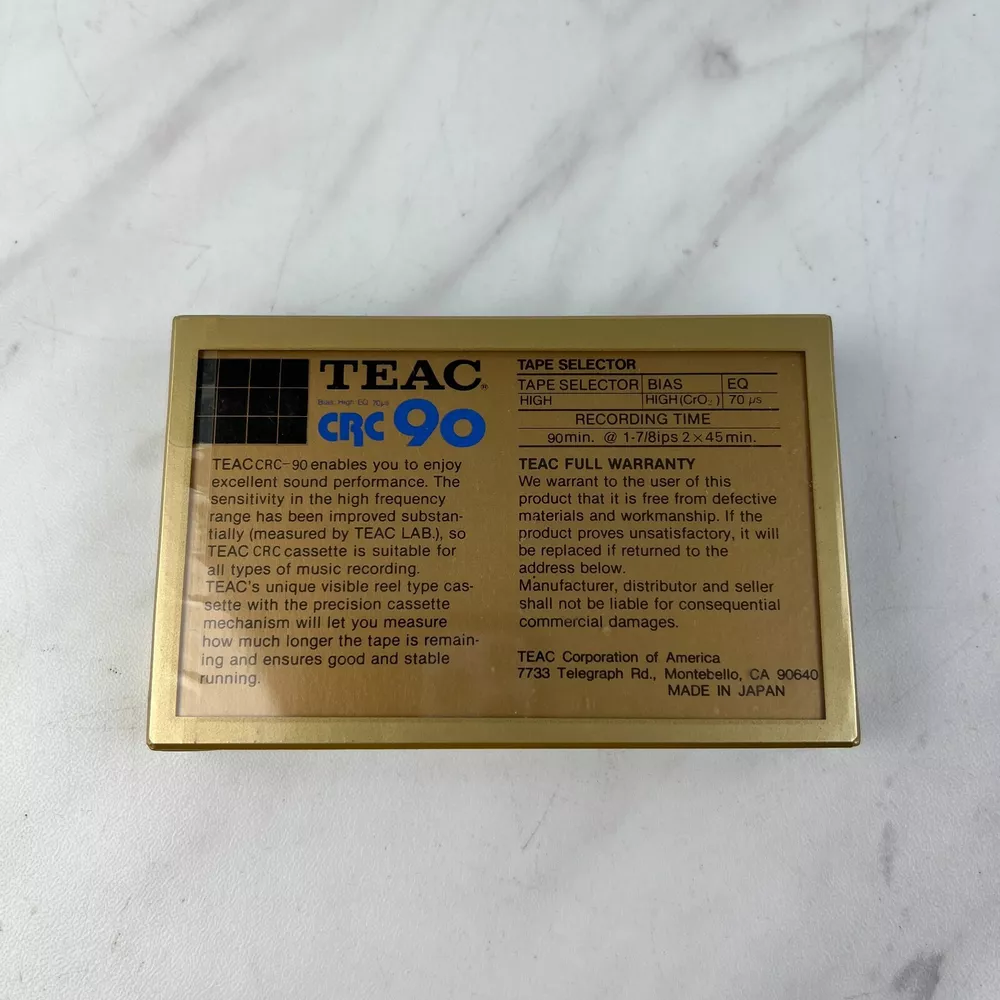 TEAC®
Bias: High EQ 70µs
CRC 90
TEAC CRC-90 enables you to enjoy
excellent sound performance. The
sensitivity in the high frequency
range has been improved substan-
tially (measured by TEAC LAB.), so
TEAC CRC cassette is suitable for
all types of music recording.
TEAC's unique visible reel type cas-
sette with the precision cassette
mechanism will let you measure
how much longer the tape is remain-
ing and ensures good and stable
running.
TAPE SELECTOR
TAPE SELECTOR BIAS EQ
HIGH HIGH (CrO₂) 70 µs
RECORDING TIME
90min. @ 1-7/8ips 2×45min.
TEAC FULL WARRANTY
We warrant to the user of this
product that it is free from defective
materials and workmanship. If the
product proves unsatisfactory, it will
be replaced if returned to the
address below.
Manufacturer, distributor and seller
shall not be liable for consequential
commercial damages.
TEAC Corporation of America
7733 Telegraph Rd., Montebello, CA 90640
MADE IN JAPAN